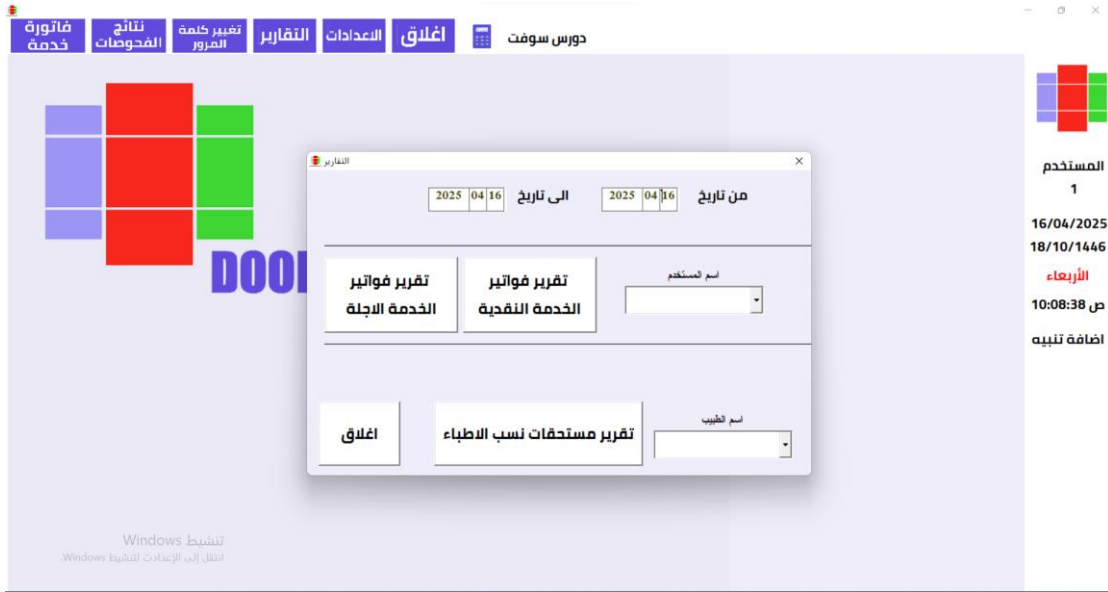 دورس سوفت
اغلاق
الاعدادات
التقارير
تغيير كلمة
المرور
نتائج
الفحوصات
فاتورة
خدمة
المستخدم
1
16/04/2025
18/10/1446
الأربعاء
10:08:38 ص
اضافة تنبيه
DOO
التقارير
من تاريخ
16 04 2025
الى تاريخ
16 04 2025
اسم المستخدم
تقرير فواتير
الخدمة النقدية
تقرير فواتير
الخدمة الاجلة
اسم الطبيب
تقرير مستحقات نسب الاطباء
اغلاق
تنشيط Windows
انتقل إلى الإعدادات لتنشيط Windows.